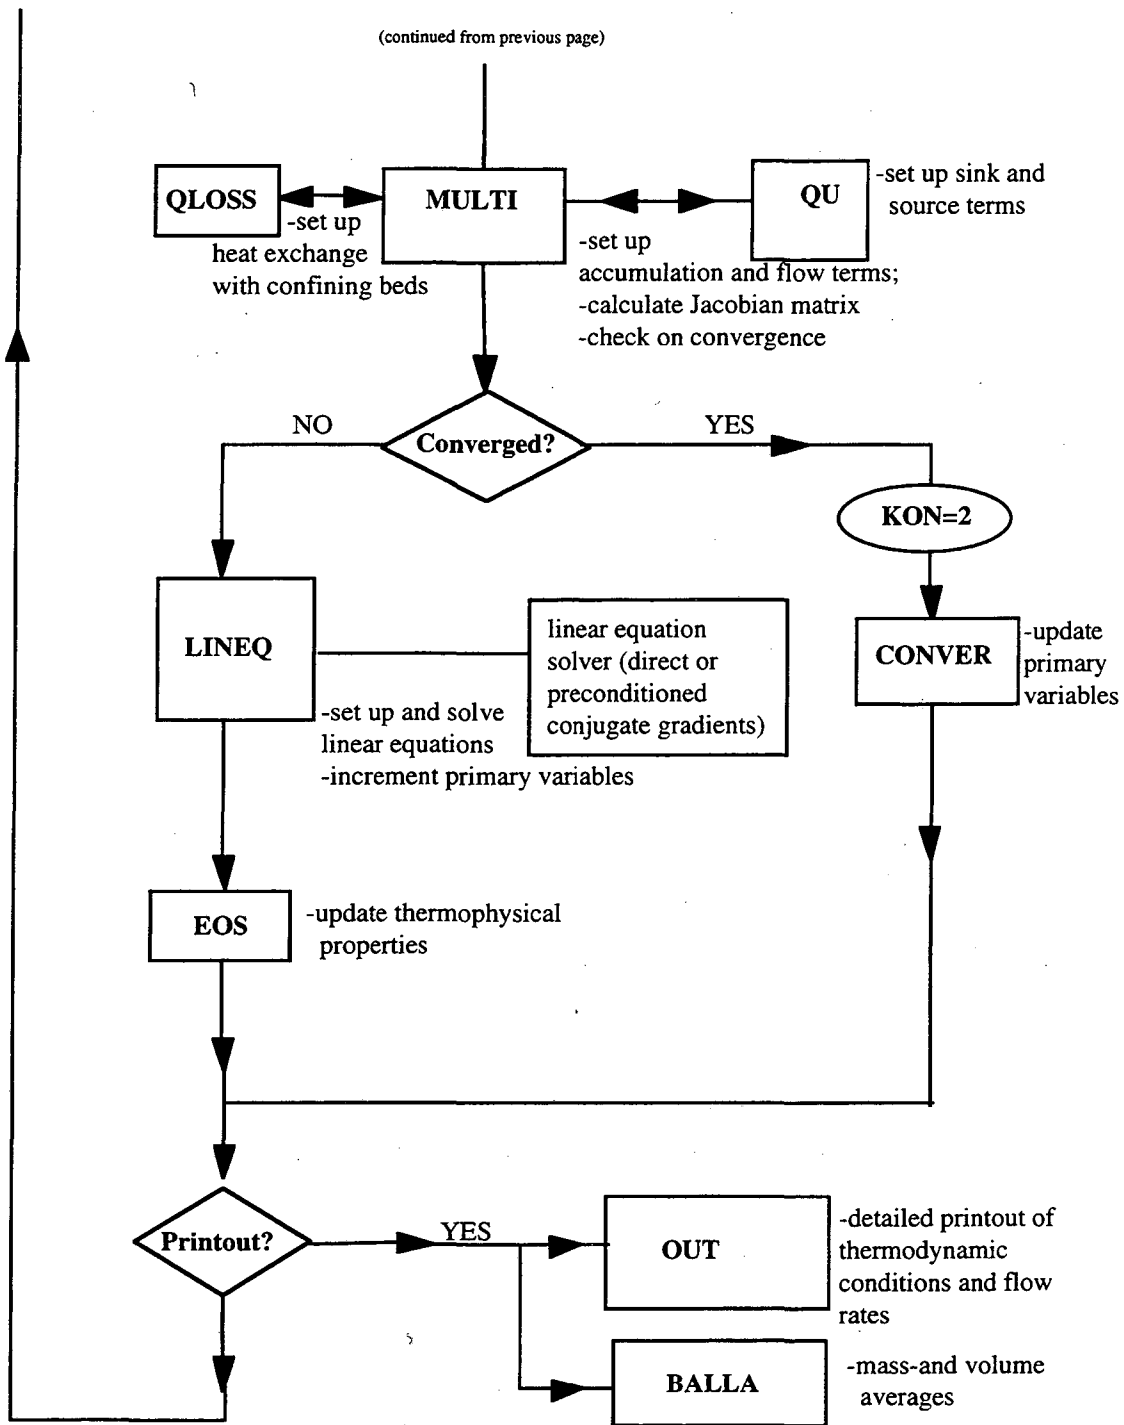 (continued from previous page)
QLOSS
MULTI
QU
-set up sink and
source terms
-set up
heat exchange
with confining beds
-set up
accumulation and flow terms;
-calculate Jacobian matrix
-check on convergence
NO
Converged?
YES
KON=2
LINEQ
linear equation
solver (direct or
preconditioned
conjugate gradients)
CONVER
-update
primary
variables
-set up and solve
linear equations
-increment primary variables
EOS
-update thermophysical
properties
Printout?
YES
OUT
-detailed printout of
thermodynamic
conditions and flow
rates
BALLA
-mass-and volume
averages